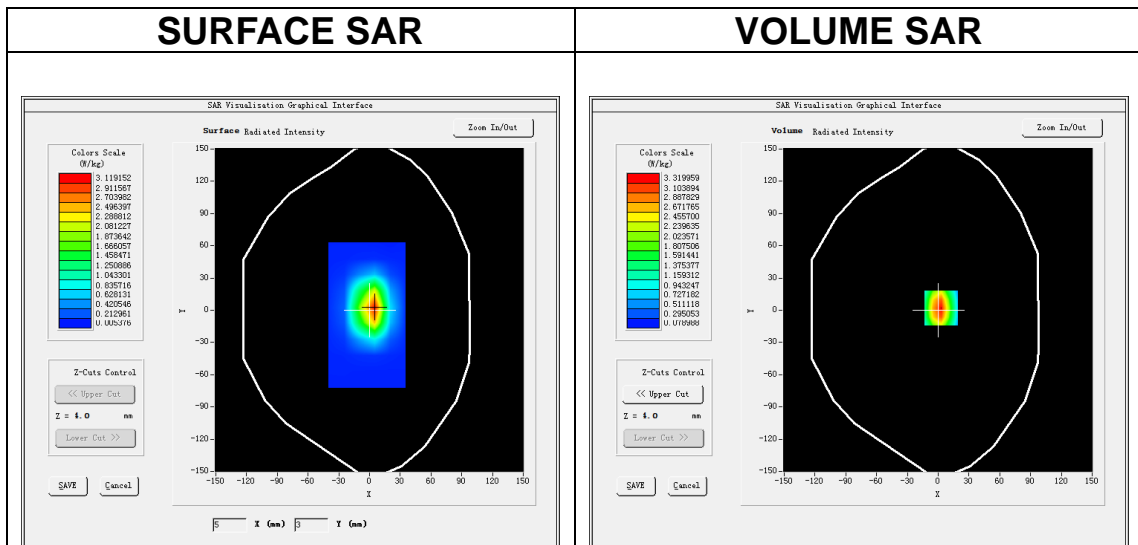 SURFACE SAR
VOLUME SAR
SAR Visualisation Graphical Interface
Surface Radiated Intensity
Zoom In/Out
Colors Scale
(W/kg)
3.119152
2.911567
2.703982
2.496397
2.288812
2.081227
1.873642
1.666057
1.458471
1.250886
1.043301
0.835716
0.628131
0.420546
0.212961
0.005376
150
120
90
60
30
0
-30
-60
-90
-120
-150
Y
-150 -120 -90 -60 -30 0 30 60 90 120 150
X
Z-Cuts Control
<< Upper Cut
Z = 4.0 mm
Lower Cut >>
SAVE Cancel
5 X (mm) 3 Y (mm)
SAR Visualisation Graphical Interface
Volume Radiated Intensity
Zoom In/Out
Colors Scale
(W/kg)
3.319959
3.103894
2.887829
2.671765
2.455700
2.239635
2.023571
1.807506
1.591441
1.375377
1.159312
0.943247
0.727182
0.511118
0.295053
0.078988
150
120
90
60
30
0
-30
-60
-90
-120
-150
Y
-150 -120 -90 -60 -30 0 30 60 90 120 150
X
Z-Cuts Control
<< Upper Cut
Z = 4.0 mm
Lower Cut >>
SAVE Cancel